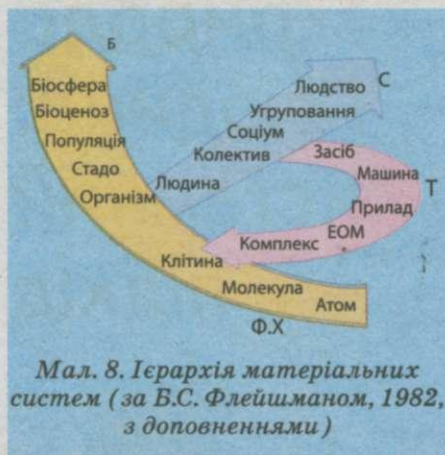 Б
Біосфера
Біоценоз
Популяція
Стадо
Організм
Людство
С
Угруповання
Соціум
Колектив
Людина
Засіб
Машина
Т
Прилад
ЕОМ
Комплекс
Клітина
Молекула
Атом
Ф.Х
Мал. 8. Ієрархія матеріальних
систем (за Б.С. Флейшманом, 1982,
з доповненнями)